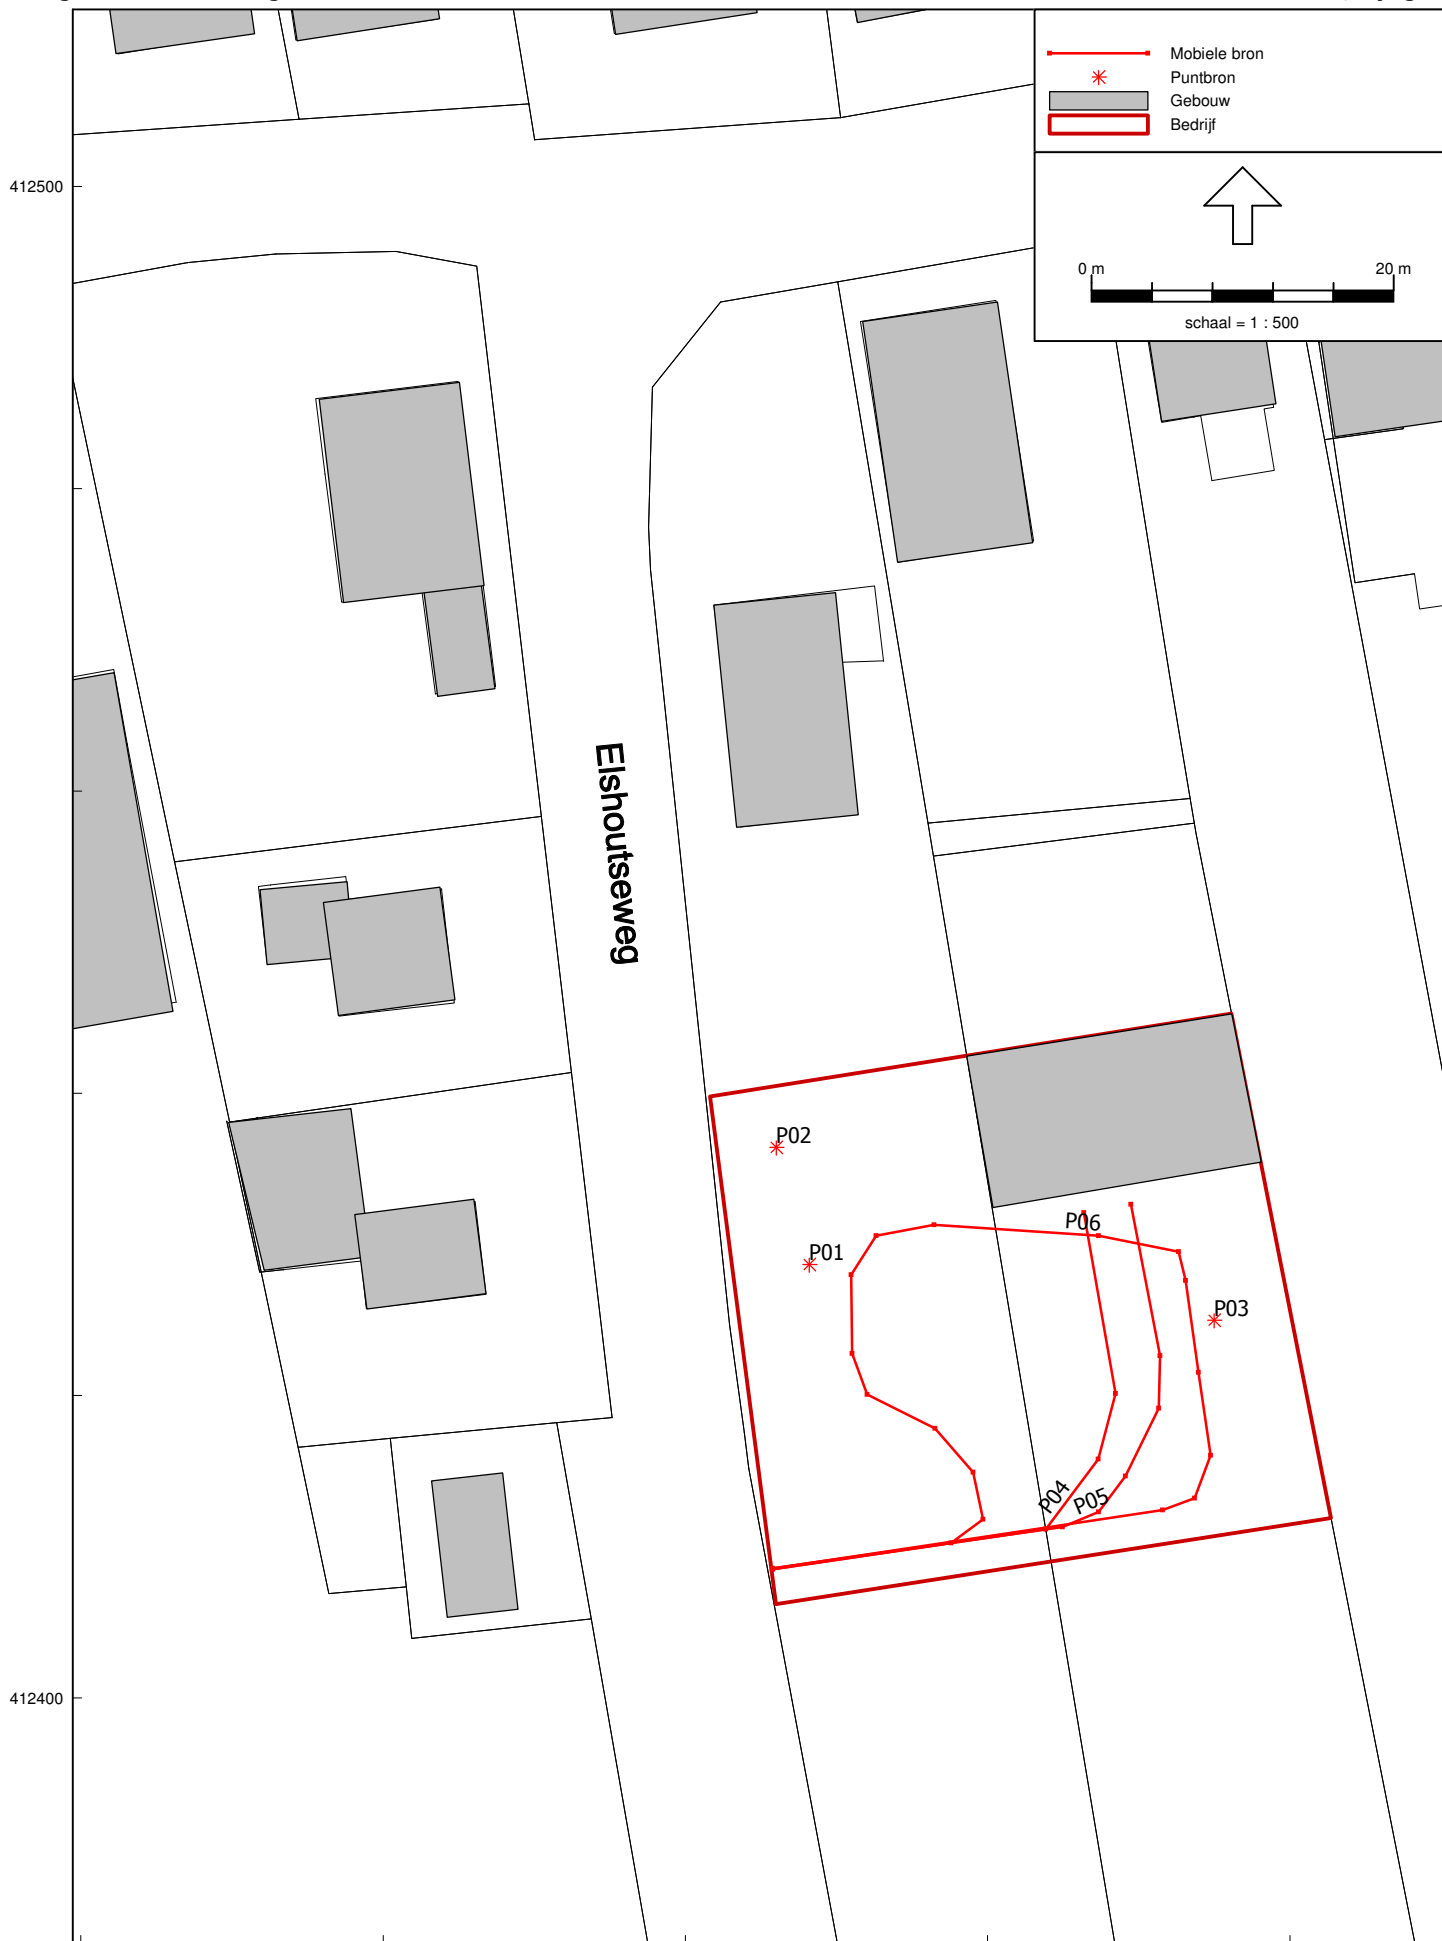 Mobiele bron
Puntbron
Gebouw
Bedrijf
412500
0 m
20 m
schaal = 1 : 500
Elshoutseweg
P02
P06
P01
P03
P04
P05
412400